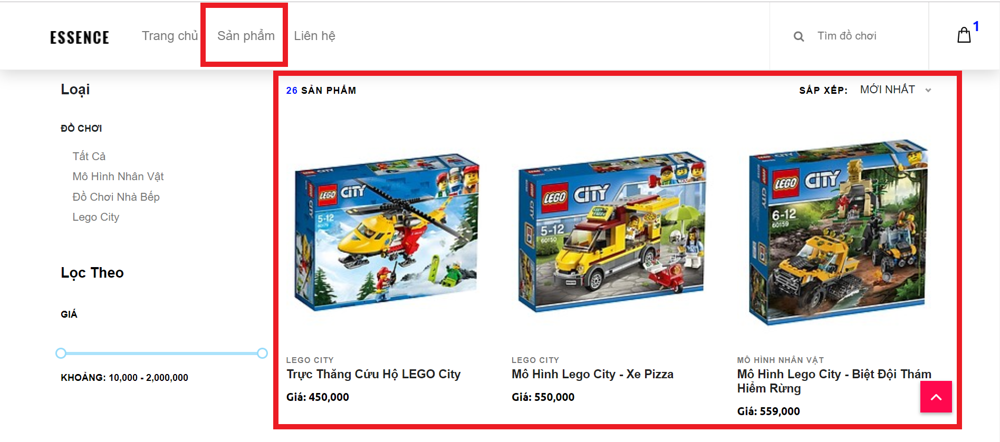 ESSENCE
Trang chủ
Sản phẩm
Liên hệ
Tìm đồ chơi
1
Loại
ĐỒ CHƠI
Tất Cả
Mô Hình Nhân Vật
Đồ Chơi Nhà Bếp
Lego City
Lọc Theo
GIÁ
KHOẢNG: 10,000 - 2,000,000
26 SẢN PHẨM
SẮP XẾP:
MỚI NHẤT
LEGO CITY
5-12
60179
LEGO CITY
5-12
60150
LEGO CITY
6-12
60159
LEGO CITY
Trực Thăng Cứu Hộ LEGO City
Giá: 450,000
LEGO CITY
Mô Hình Lego City - Xe Pizza
Giá: 550,000
MÔ HÌNH NHÂN VẬT
Mô Hình Lego City - Biệt Đội Thám
Hiểm Rừng
Giá: 559,000